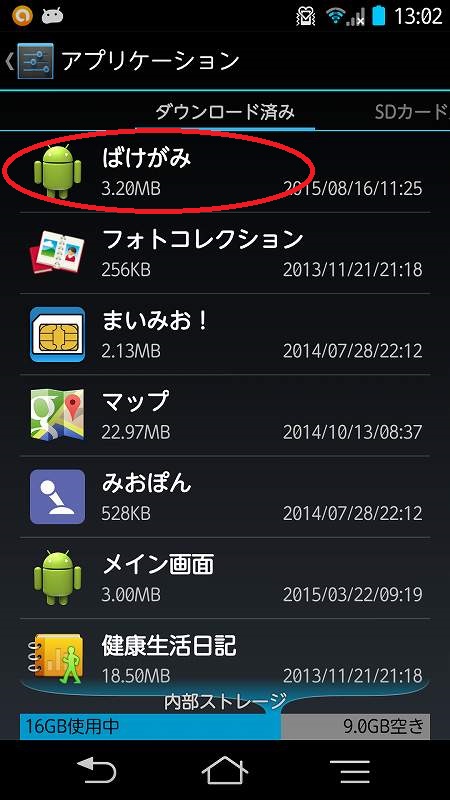 13:02
アプリケーション
ダウンロード済み
SDカード
ばけがみ
3.20MB 2015/08/16/11:25
フォトコレクション
256KB 2013/11/21/21:18
まいみお！
2.13MB 2014/07/28/22:12
マップ
22.97MB 2014/10/13/08:37
みおぽん
528KB 2014/07/28/22:12
メイン画面
3.00MB 2015/03/22/09:19
健康生活日記
18.50MB 2013/11/21/21:18
内部ストレージ
16GB使用中 9.0GB空き